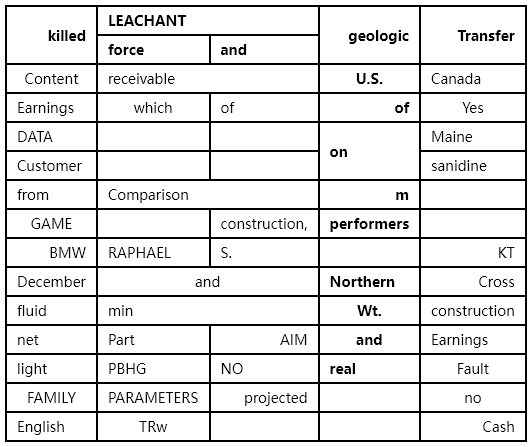 killed LEACHANT geologic Transfer
force and
Content receivable U.S. Canada
Earnings which of of Yes
DATA on Maine
Customer sanidine
from Comparison m
GAME construction, performers
BMW RAPHAEL S. KT
December and Northern Cross
fluid min Wt. construction
net Part AIM and Earnings
light PBHG NO real Fault
FAMILY PARAMETERS projected no
English TRw Cash